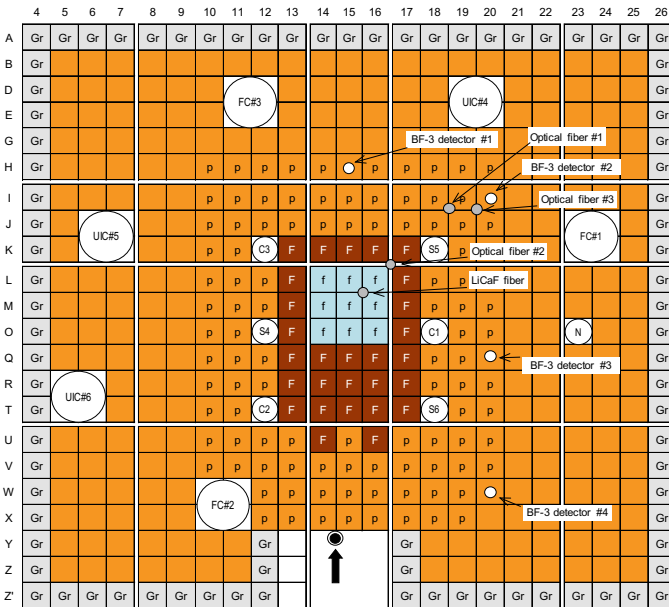 4 5 6 7 8 9 10 11 12 13 14 15 16 17 18 19 20 21 22 23 24 25 26
A Gr Gr Gr Gr Gr Gr Gr Gr Gr Gr Gr Gr Gr Gr Gr Gr Gr Gr Gr Gr Gr Gr Gr
B Gr Gr
D Gr Gr
FC#3 UIC#4
E Gr Gr
G Gr Gr
BF-3 detector #1
Optical fiber #1
H Gr p p p p p p p p p p Gr
BF-3 detector #2
I Gr p p p p p p p p p p Gr
Optical fiber #3
J Gr p p p p p p p p p p p Gr
UIC#5 FC#1
K Gr p p C3 F F F F F S5 p p Gr
Optical fiber #2
L Gr p p p F f f f F p p Gr
LiCaF fiber
M Gr p p p F f f f F p p p Gr
O Gr p p S4 F f f f F C1 p p N Gr
Q Gr p p p F F F F F p p Gr
BF-3 detector #3
R Gr p p p F F F F F p p p Gr
UIC#6
T Gr p p C2 F F F F F S6 p p Gr
U Gr p p p p F p F p p p p Gr
V Gr p p p p p p p p p p p Gr
W Gr p p p p p p p p Gr
FC#2
BF-3 detector #4
X Gr p p p p p p p p Gr
Y Gr Gr Gr Gr
Z Gr Gr Gr Gr
Z' Gr Gr Gr Gr Gr Gr Gr Gr Gr Gr Gr Gr Gr Gr Gr Gr Gr Gr Gr